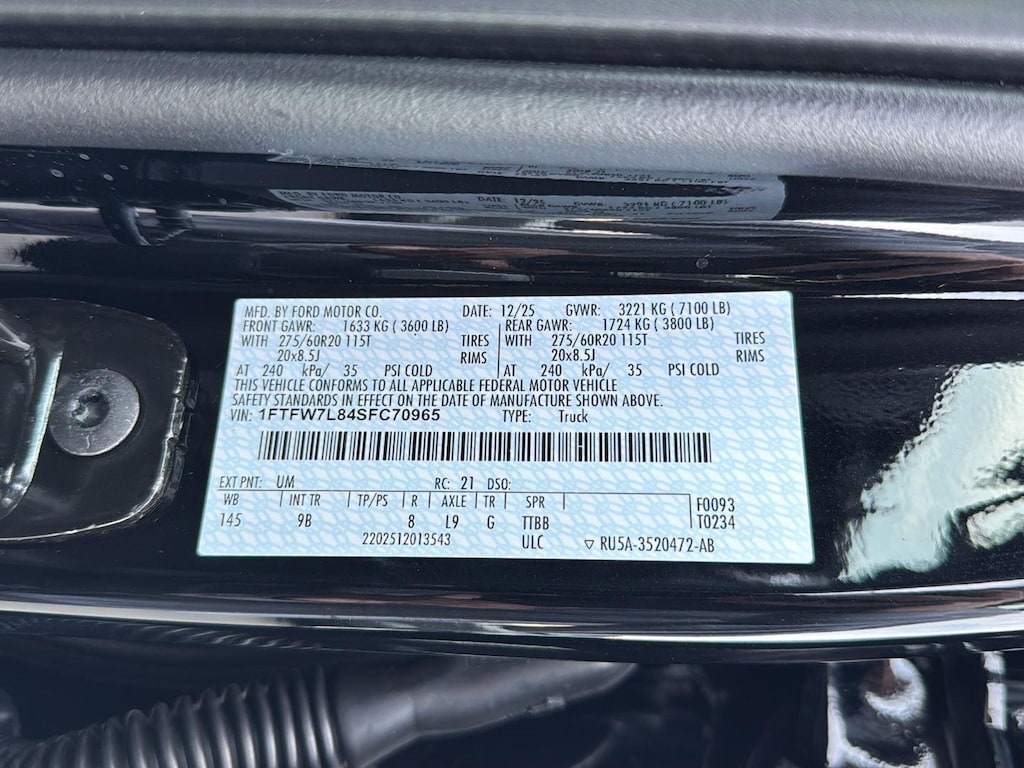 MFD. BY FORD MOTOR CO. DATE: 12/25 GVWR: 3221 KG ( 7100 LB)
FRONT GAWR: 1633 KG ( 3600 LB) REAR GAWR: 1724 KG ( 3800 LB)
WITH 275/60R20 115T TIRES WITH 275/60R20 115T TIRES
20x8.5J RIMS 20x8.5J RIMS
AT 240 kPa/ 35 PSI COLD AT 240 kPa/ 35 PSI COLD
THIS VEHICLE CONFORMS TO ALL APPLICABLE FEDERAL MOTOR VEHICLE
SAFETY STANDARDS IN EFFECT ON THE DATE OF MANUFACTURE SHOWN ABOVE.
VIN: 1FTFW7L84SFC70965 TYPE: Truck
EXT PNT: UM RC: 21 DSO:
WB INT TR TP/PS R AXLE TR SPR F0093
145 9B 8 L9 G TTBB T0234
2202512013543 ULC ▽ RU5A-3520472-AB